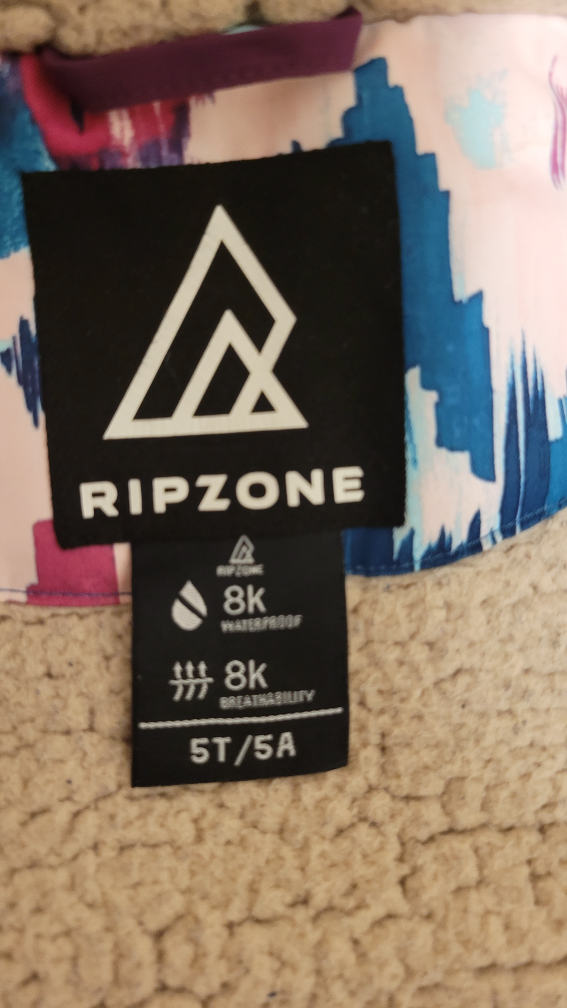 RIPZONE
RIPZONE
8K
WATERPROOF
8K
BREATHABILITY
5T/5A